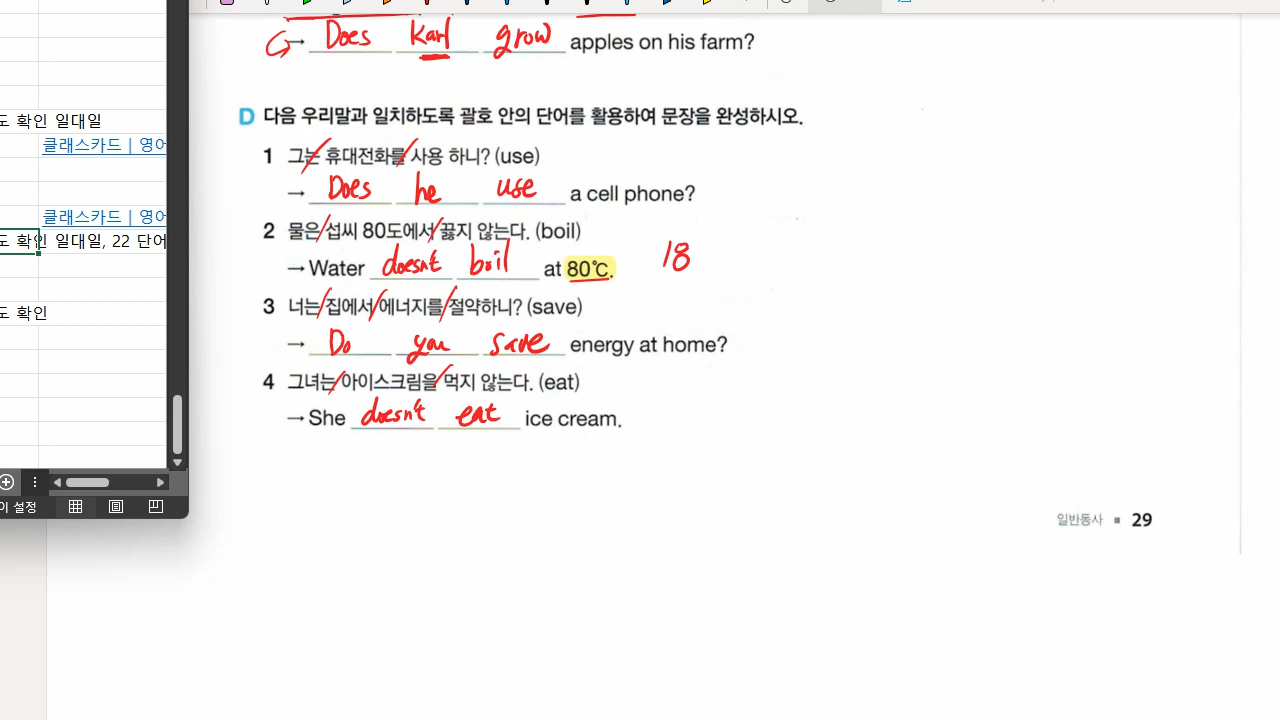 → Does Karl grow apples on his farm?
D 다음 우리말과 일치하도록 괄호 안의 단어를 활용하여 문장을 완성하시오.
도 확인 일대일
클래스카드 | 영어
1 그는 휴대전화를 사용 하니? (use)
→ Does he use a cell phone?
클래스카드 | 영어
2 물은 섭씨 80도에서 끓지 않는다. (boil)
도 확인 일대일, 22 단어
→ Water doesn't boil at 80℃. 18
3 너는 집에서 에너지를 절약하니? (save)
도 확인
→ Do you save energy at home?
4 그녀는 아이스크림을 먹지 않는다. (eat)
→ She doesn't eat ice cream.
이 설정
일반동사 ■ 29